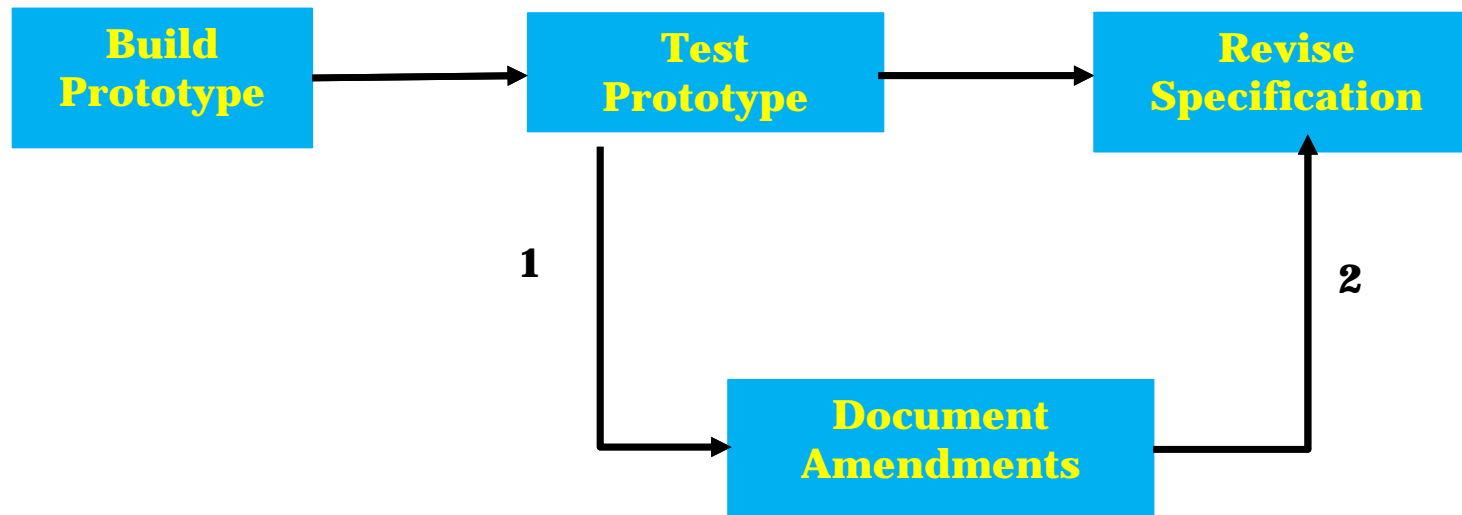 Build
Prototype
Test
Prototype
Revise
Specification
1
2
Document
Amendments